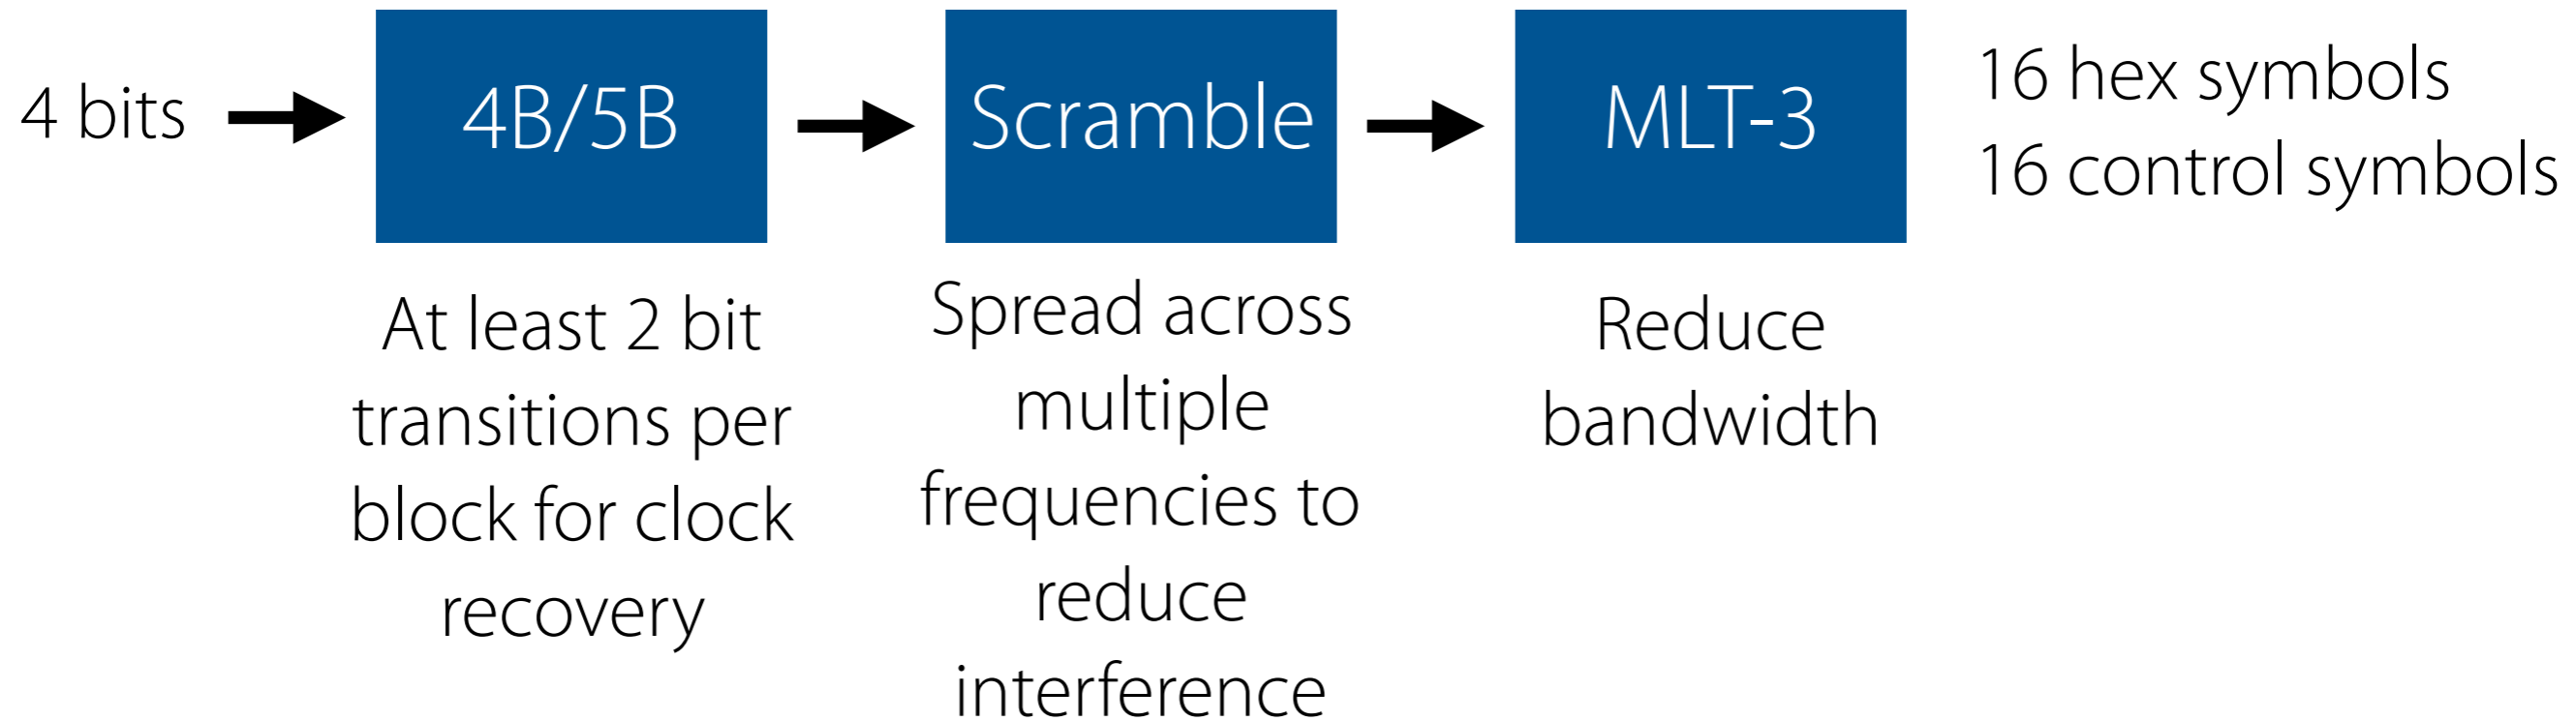 4 bits
4B/5B
Scramble
MLT-3
16 hex symbols
16 control symbols
At least 2 bit
transitions per
block for clock
recovery
Spread across
multiple
frequencies to
reduce
interference
Reduce
bandwidth